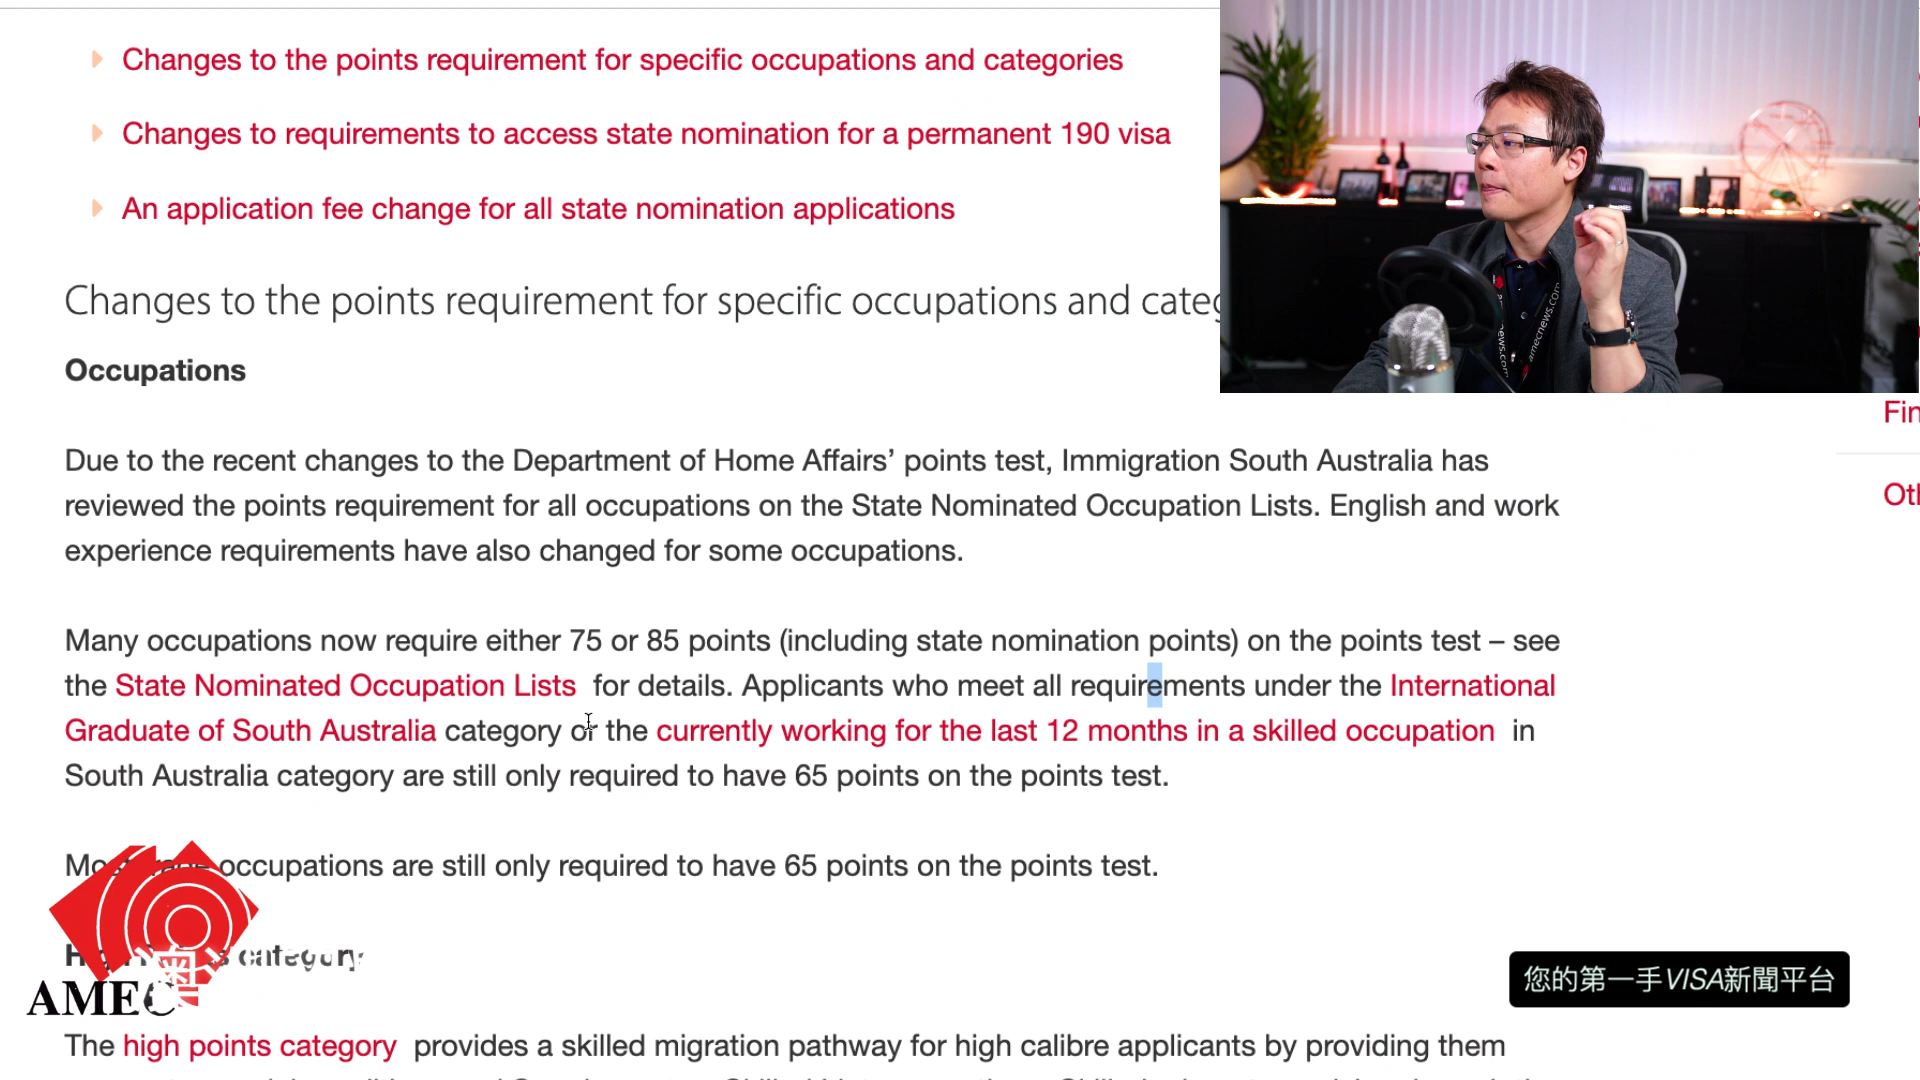 Changes to the points requirement for specific occupations and categories
Changes to requirements to access state nomination for a permanent 190 visa
An application fee change for all state nomination applications
Changes to the points requirement for specific occupations and categ
Occupations
Fin
Due to the recent changes to the Department of Home Affairs’ points test, Immigration South Australia has
Oth
reviewed the points requirement for all occupations on the State Nominated Occupation Lists. English and work
experience requirements have also changed for some occupations.
Many occupations now require either 75 or 85 points (including state nomination points) on the points test – see
the State Nominated Occupation Lists for details. Applicants who meet all requirements under the International
Graduate of South Australia category or the currently working for the last 12 months in a skilled occupation in
South Australia category are still only required to have 65 points on the points test.
occupations are still only required to have 65 points on the points test.
category
AMEC
澳
您的第一手VISA新聞平台
The high points category provides a skilled migration pathway for high calibre applicants by providing them
amecnews.com
news.com